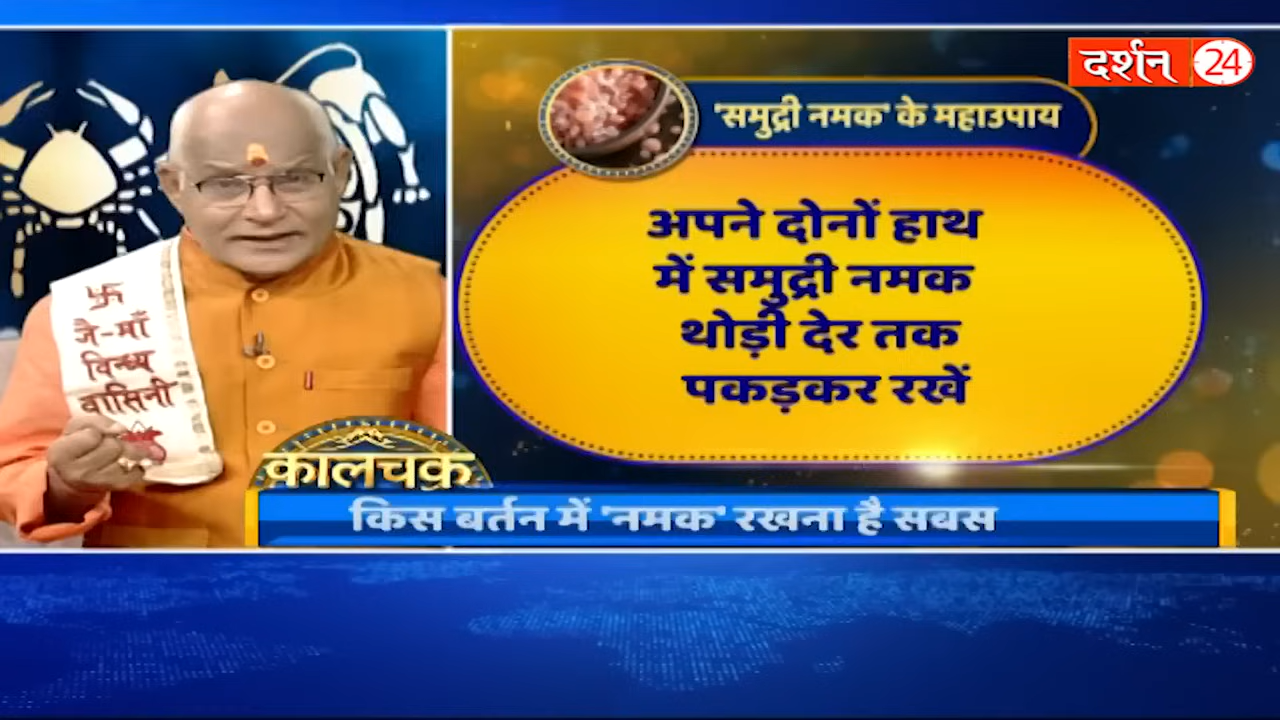 दर्शन 24
'समुद्री नमक' के महाउपाय
अपने दोनों हाथ
में समुद्री नमक
थोड़ी देर तक
पकड़कर रखें
जै-माँ
विन्ध्य
वासिनी
कालचक्र
किस बर्तन में 'नमक' रखना है सबस